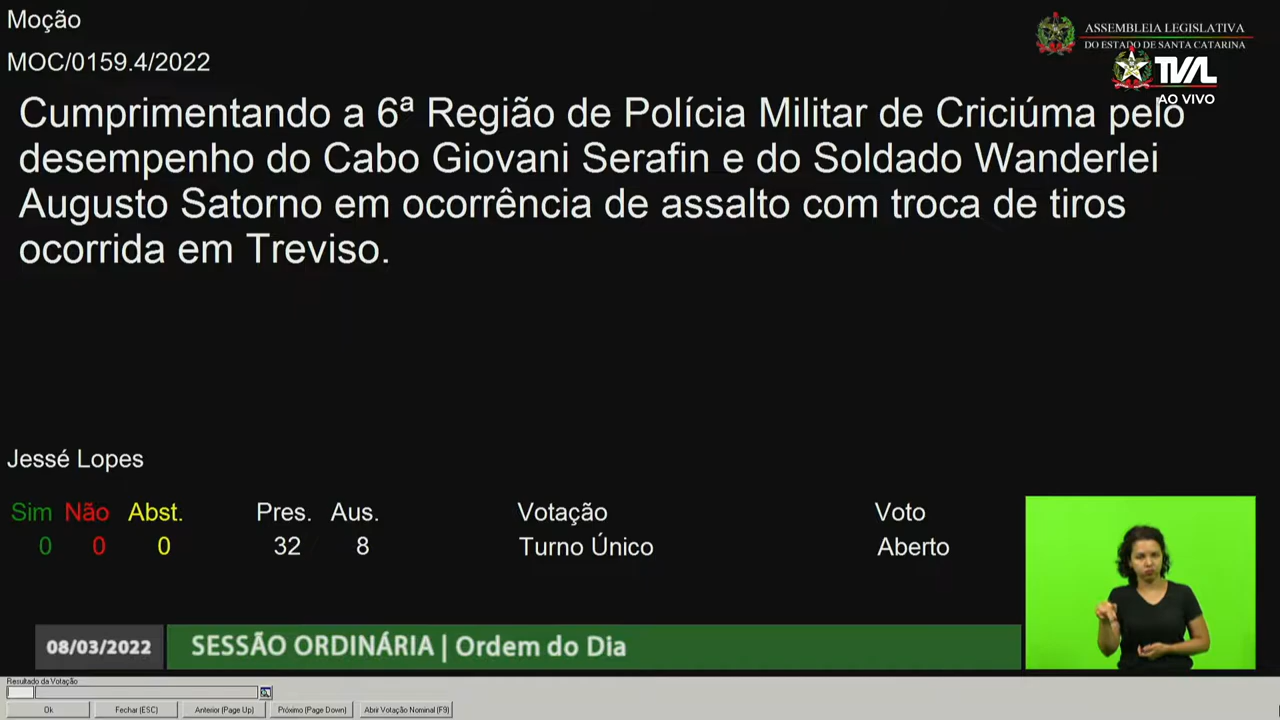 Moção
MOC/0159.4/2022
ASSEMBLEIA LEGISLATIVA
DO ESTADO DE SANTA CATARINA
TVAL
AO VIVO
Cumprimentando a 6ª Região de Polícia Militar de Criciúma pelo
desempenho do Cabo Giovani Serafin e do Soldado Wanderlei
Augusto Satorno em ocorrência de assalto com troca de tiros
ocorrida em Treviso.
Jessé Lopes
Sim Não Abst. Pres. Aus. Votação Voto
0 0 0 32 8 Turno Único Aberto
08/03/2022 SESSÃO ORDINÁRIA | Ordem do Dia
Resultado da Votação
Ok Fechar (ESC) Anterior (Page Up) Próximo (Page Down) Abrir Votação Nominal (F9)